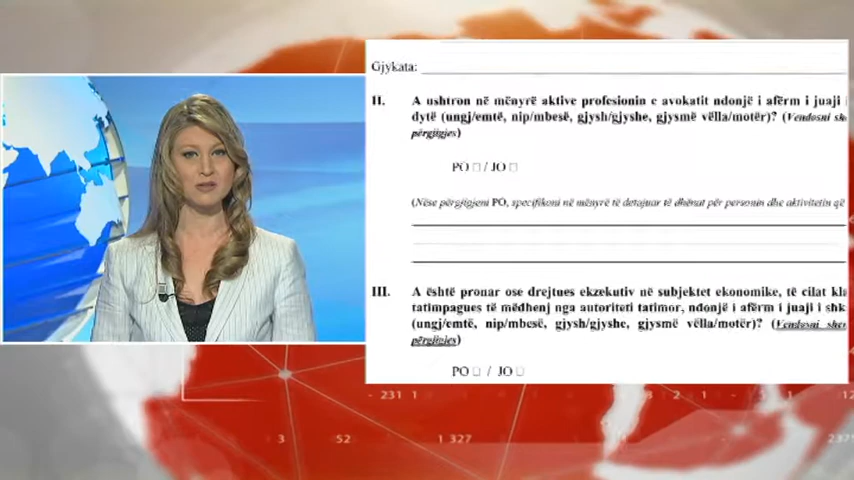 Gjykata:
II. A ushtron në mënyrë aktive profesionin e avokatit ndonjë i afërm i juaji
dytë (ungj/emtë, nip/mbesë, gjysh/gjyshe, gjysmë vëlla/motër)? (Vendosni
përgjigjes)
PO □ / JO □
(Nëse përgjigjeni PO, specifikoni në mënyrë të detajuar të dhënat për personin dhe aktivitetin që
III. A është pronar ose drejtues ekzekutiv në subjektet ekonomike, të cilat
tatimpagues të mëdhenj nga autoriteti tatimor, ndonjë i afërm i juaji i
(ungj/emtë, nip/mbesë, gjysh/gjyshe, gjysmë vëlla/motër)? (Vendosni
përgjigjes)
PO □ / JO □
- 231 1
3 2 1 - 1
3 52 1 327